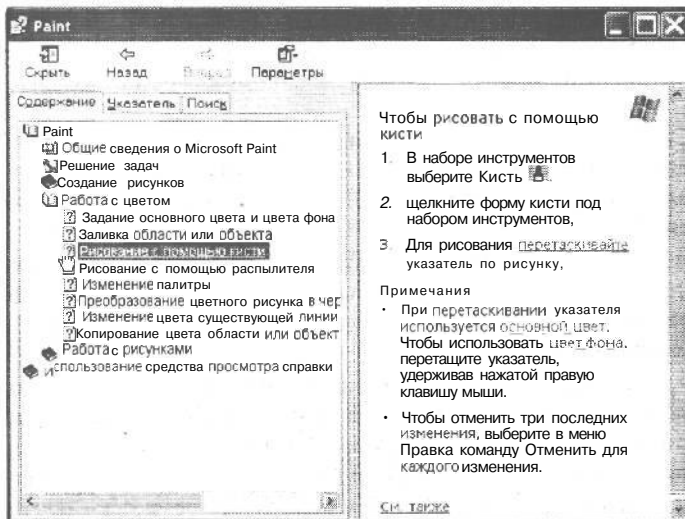 Paint
Скрыть Назад Вперед Параметры
Содержание Указатель Поиск
Paint
Общие сведения о Microsoft Paint
Решение задач
Создание рисунков
Работа с цветом
Задание основного цвета и цвета фона
Заливка области или объекта
Рисование с помощью кисти
Рисование с помощью распылителя
Изменение палитры
Преобразование цветного рисунка в чер
Изменение цвета существующей линии
Копирование цвета области или объект
Работа с рисунками
Использование средства просмотра справки
Чтобы рисовать с помощью
кисти
1. В наборе инструментов
выберите Кисть
2. щелкните форму кисти под
набором инструментов,
3 Для рисования перетаскивайте
указатель по рисунку,
Примечания
• При перетаскивании указателя
используется основной цвет.
Чтобы использовать цвет фона.
перетащите указатель,
удерживав нажатой правую
клавишу мыши.
• Чтобы отменить три последних
изменения, выберите в меню
Правка команду Отменить для
каждого изменения.
См. также